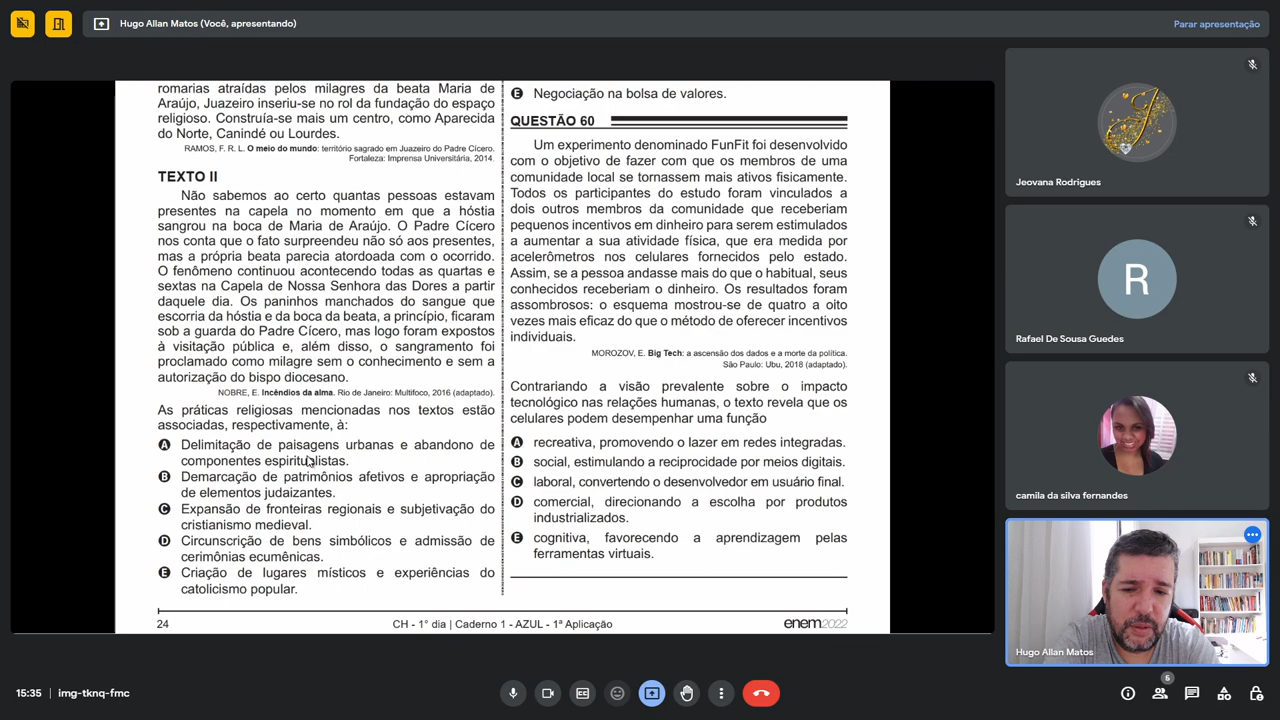 Hugo Allan Matos (Você, apresentando)
Parar apresentação
romarias atraídas pelos milagres da beata Maria de
Araújo, Juazeiro inseriu-se no rol da fundação do espaço
religioso. Construía-se mais um centro, como Aparecida
do Norte, Canindé ou Lourdes.
RAMOS, F. R. L. O meio do mundo: território sagrado em Juazeiro do Padre Cícero.
Fortaleza: Imprensa Universitária, 2014.
TEXTO II
Não sabemos ao certo quantas pessoas estavam
presentes na capela no momento em que a hóstia
sangrou na boca de Maria de Araújo. O Padre Cícero
nos conta que o fato surpreendeu não só aos presentes,
mas a própria beata parecia atordoada com o ocorrido.
O fenômeno continuou acontecendo todas as quartas e
sextas na Capela de Nossa Senhora das Dores a partir
daquele dia. Os paninhos manchados do sangue que
escorria da hóstia e da boca da beata, a princípio, ficaram
sob a guarda do Padre Cícero, mas logo foram expostos
à visitação pública e, além disso, o sangramento foi
proclamado como milagre sem o conhecimento e sem a
autorização do bispo diocesano.
NOBRE, E. Incêndios da alma. Rio de Janeiro: Multifoco, 2016 (adaptado).
As práticas religiosas mencionadas nos textos estão
associadas, respectivamente, à:
A Delimitação de paisagens urbanas e abandono de
componentes espiritualistas.
B Demarcação de patrimônios afetivos e apropriação
de elementos judaizantes.
C Expansão de fronteiras regionais e subjetivação do
cristianismo medieval.
D Circunscrição de bens simbólicos e admissão de
cerimônias ecumênicas.
E Criação de lugares místicos e experiências do
catolicismo popular.
E Negociação na bolsa de valores.
QUESTÃO 60
Um experimento denominado FunFit foi desenvolvido
com o objetivo de fazer com que os membros de uma
comunidade local se tornassem mais ativos fisicamente.
Todos os participantes do estudo foram vinculados a
dois outros membros da comunidade que receberiam
pequenos incentivos em dinheiro para serem estimulados
a aumentar a sua atividade física, que era medida por
acelerômetros nos celulares fornecidos pelo estado.
Assim, se a pessoa andasse mais do que o habitual, seus
conhecidos receberiam o dinheiro. Os resultados foram
assombrosos: o esquema mostrou-se de quatro a oito
vezes mais eficaz do que o método de oferecer incentivos
individuais.
MOROZOV, E. Big Tech: a ascensão dos dados e a morte da política.
São Paulo: Ubu, 2018 (adaptado).
Contrariando a visão prevalente sobre o impacto
tecnológico nas relações humanas, o texto revela que os
celulares podem desempenhar uma função
A recreativa, promovendo o lazer em redes integradas.
B social, estimulando a reciprocidade por meios digitais.
C laboral, convertendo o desenvolvedor em usuário final.
D comercial, direcionando a escolha por produtos
industrializados.
E cognitiva, favorecendo a aprendizagem pelas
ferramentas virtuais.
24
CH - 1° dia | Caderno 1 - AZUL - 1ª Aplicação
enem2022
Jeovana Rodrigues
R
Rafael De Sousa Guedes
camila da silva fernandes
Hugo Allan Matos
15:35
img-tknq-fmc
6